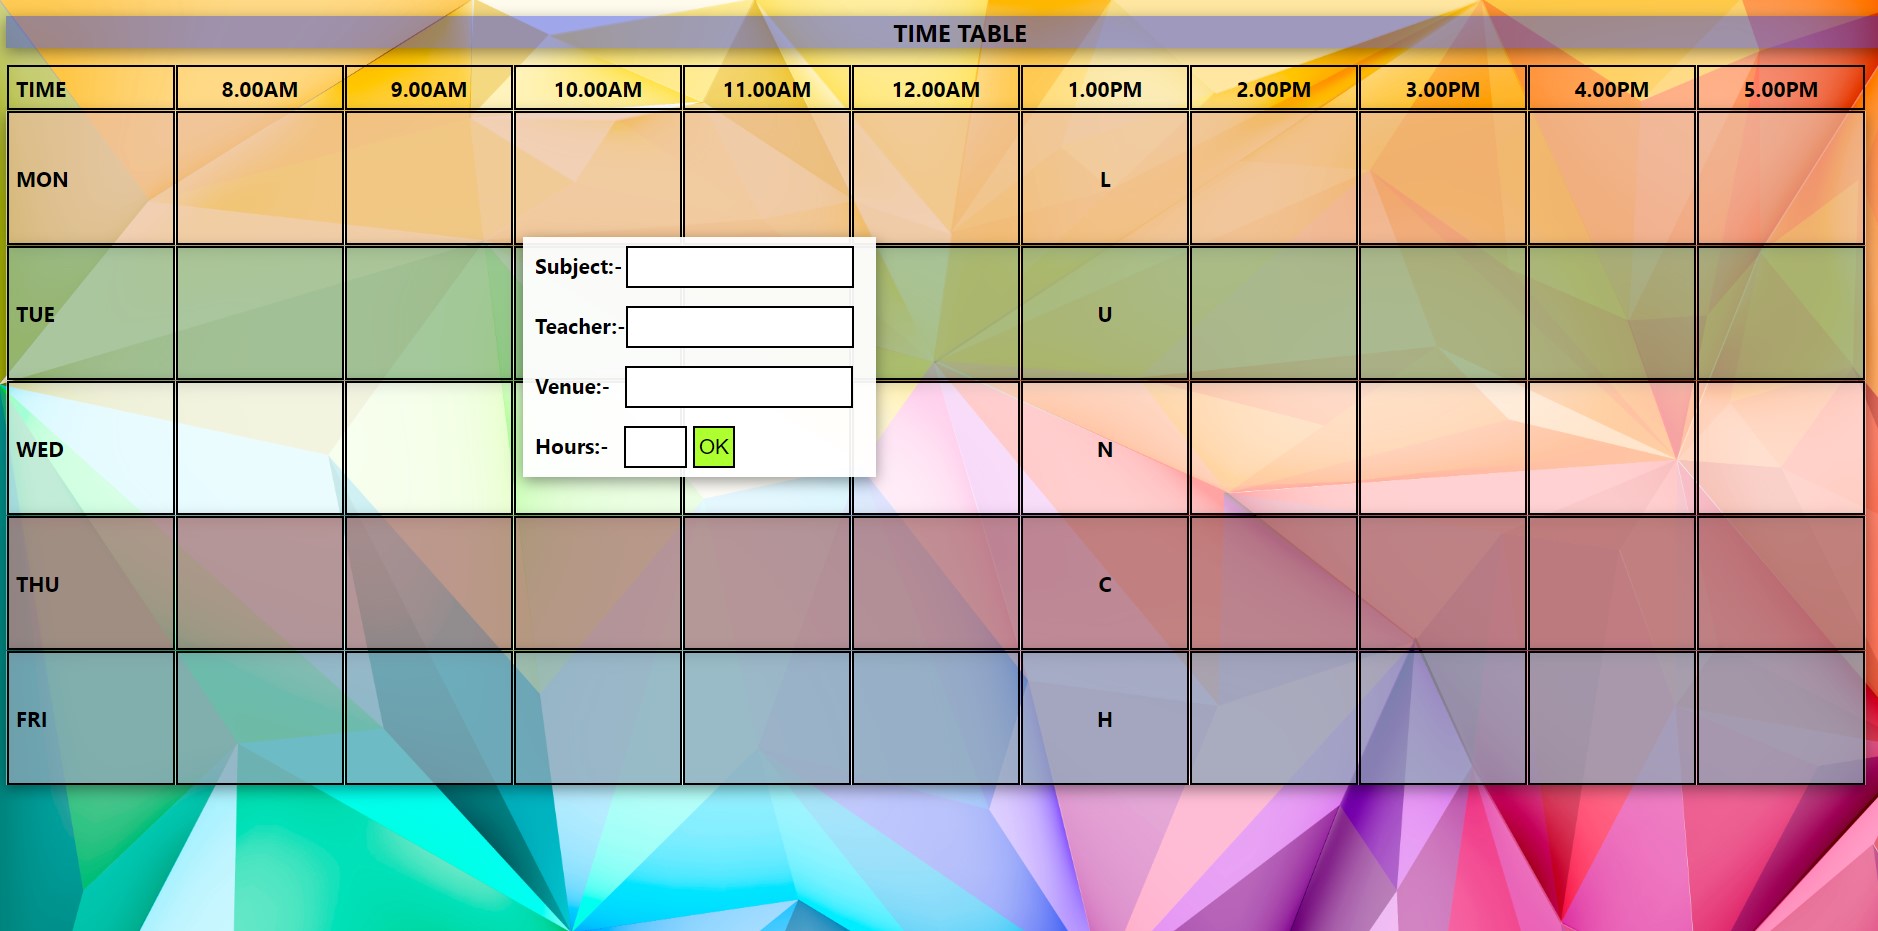 TIME TABLE
TIME 8.00AM 9.00AM 10.00AM 11.00AM 12.00AM 1.00PM 2.00PM 3.00PM 4.00PM 5.00PM
MON L
Subject:-
TUE U
Teacher:-
Venue:-
WED N
Hours:- OK
THU C
FRI H